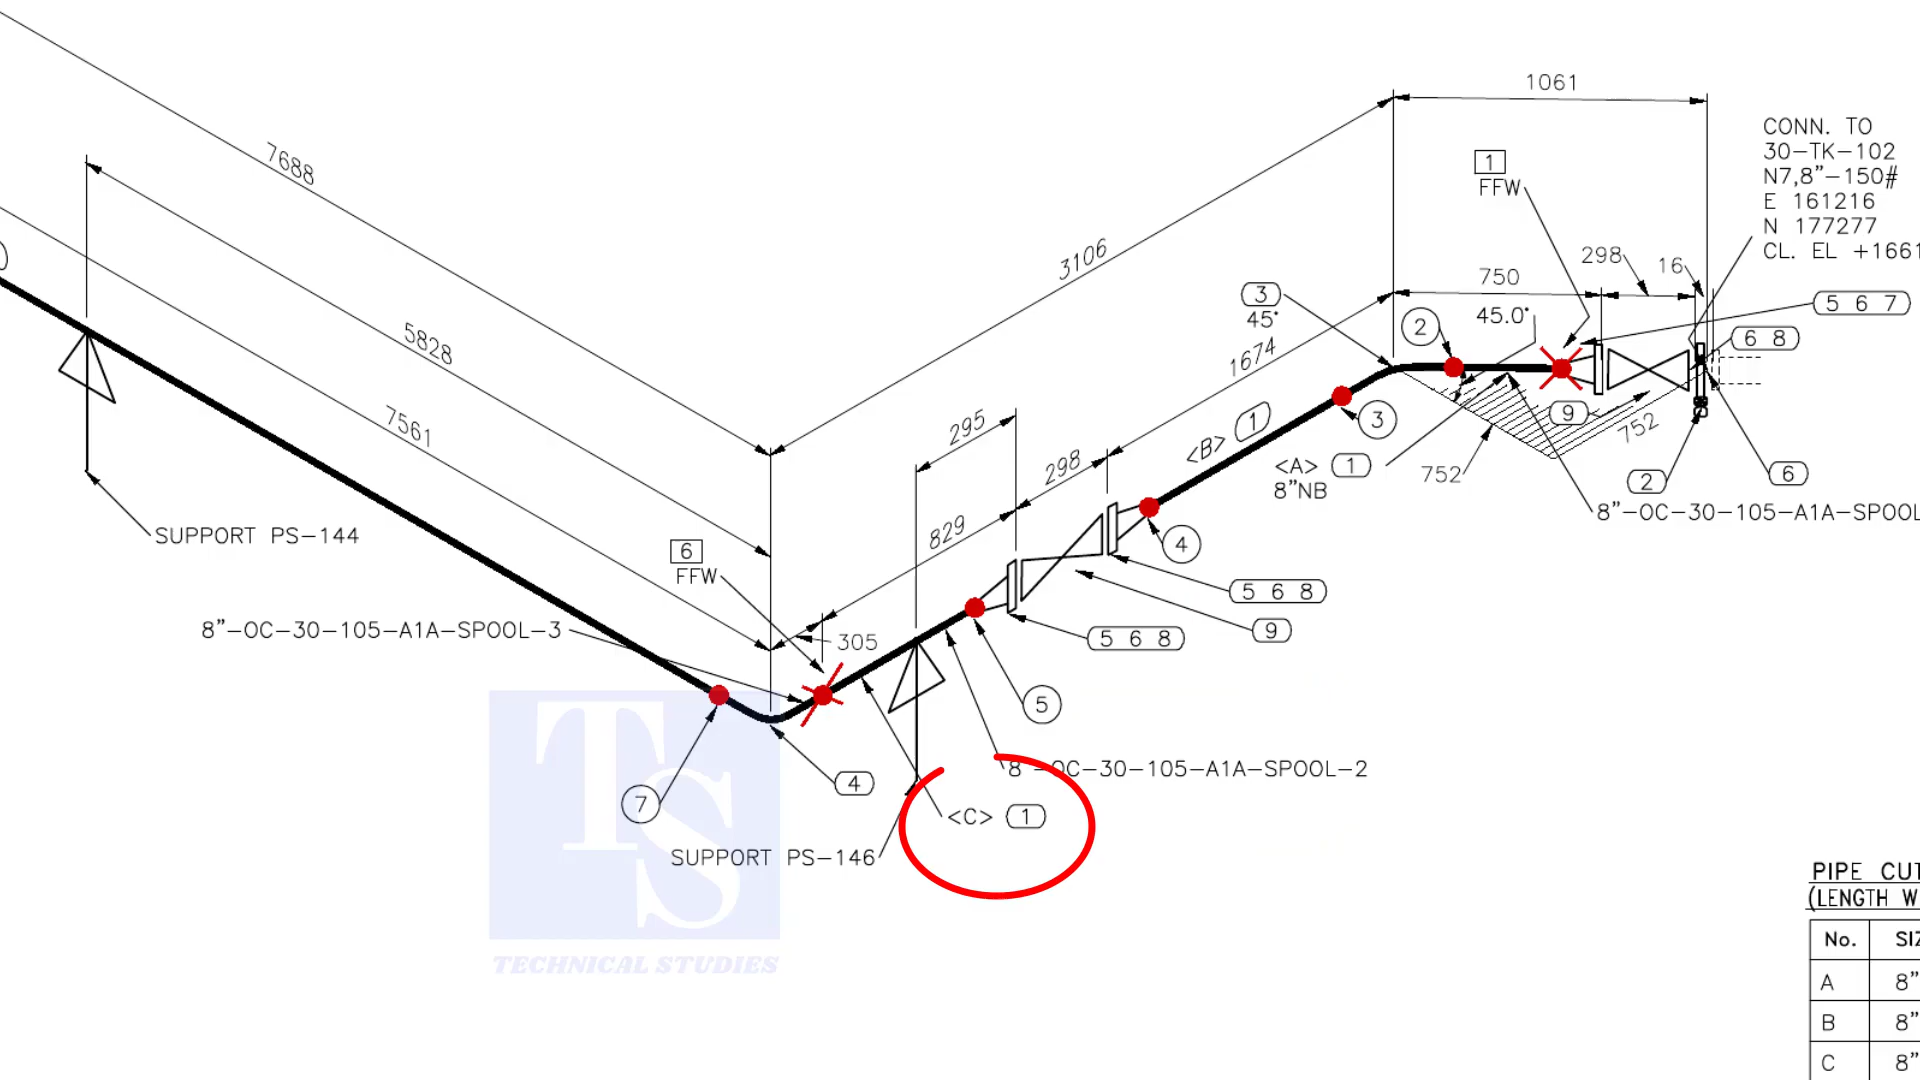 1061
CONN. TO
30-TK-102
N7,8"-150#
E 161216
N 177277
CL. EL +1661
1
FFW
7688
3106
298
16
750
3
45°
2
45.0°
5 6 7
6 8
5828
1674
7561
295
<B> 1
3
9
752
298
<A> 1
8"NB
752
2
6
8"-OC-30-105-A1A-SPOOL
SUPPORT PS-144
829
4
6
FFW
5 6 8
8"-OC-30-105-A1A-SPOOL-3
305
5 6 8
9
5
TS
8 -OC-30-105-A1A-SPOOL-2
4
7
<C> 1
SUPPORT PS-146
TECHNICAL STUDIES
PIPE CUT
(LENGTH W
No. SIZ
A 8"
B 8"
C 8"